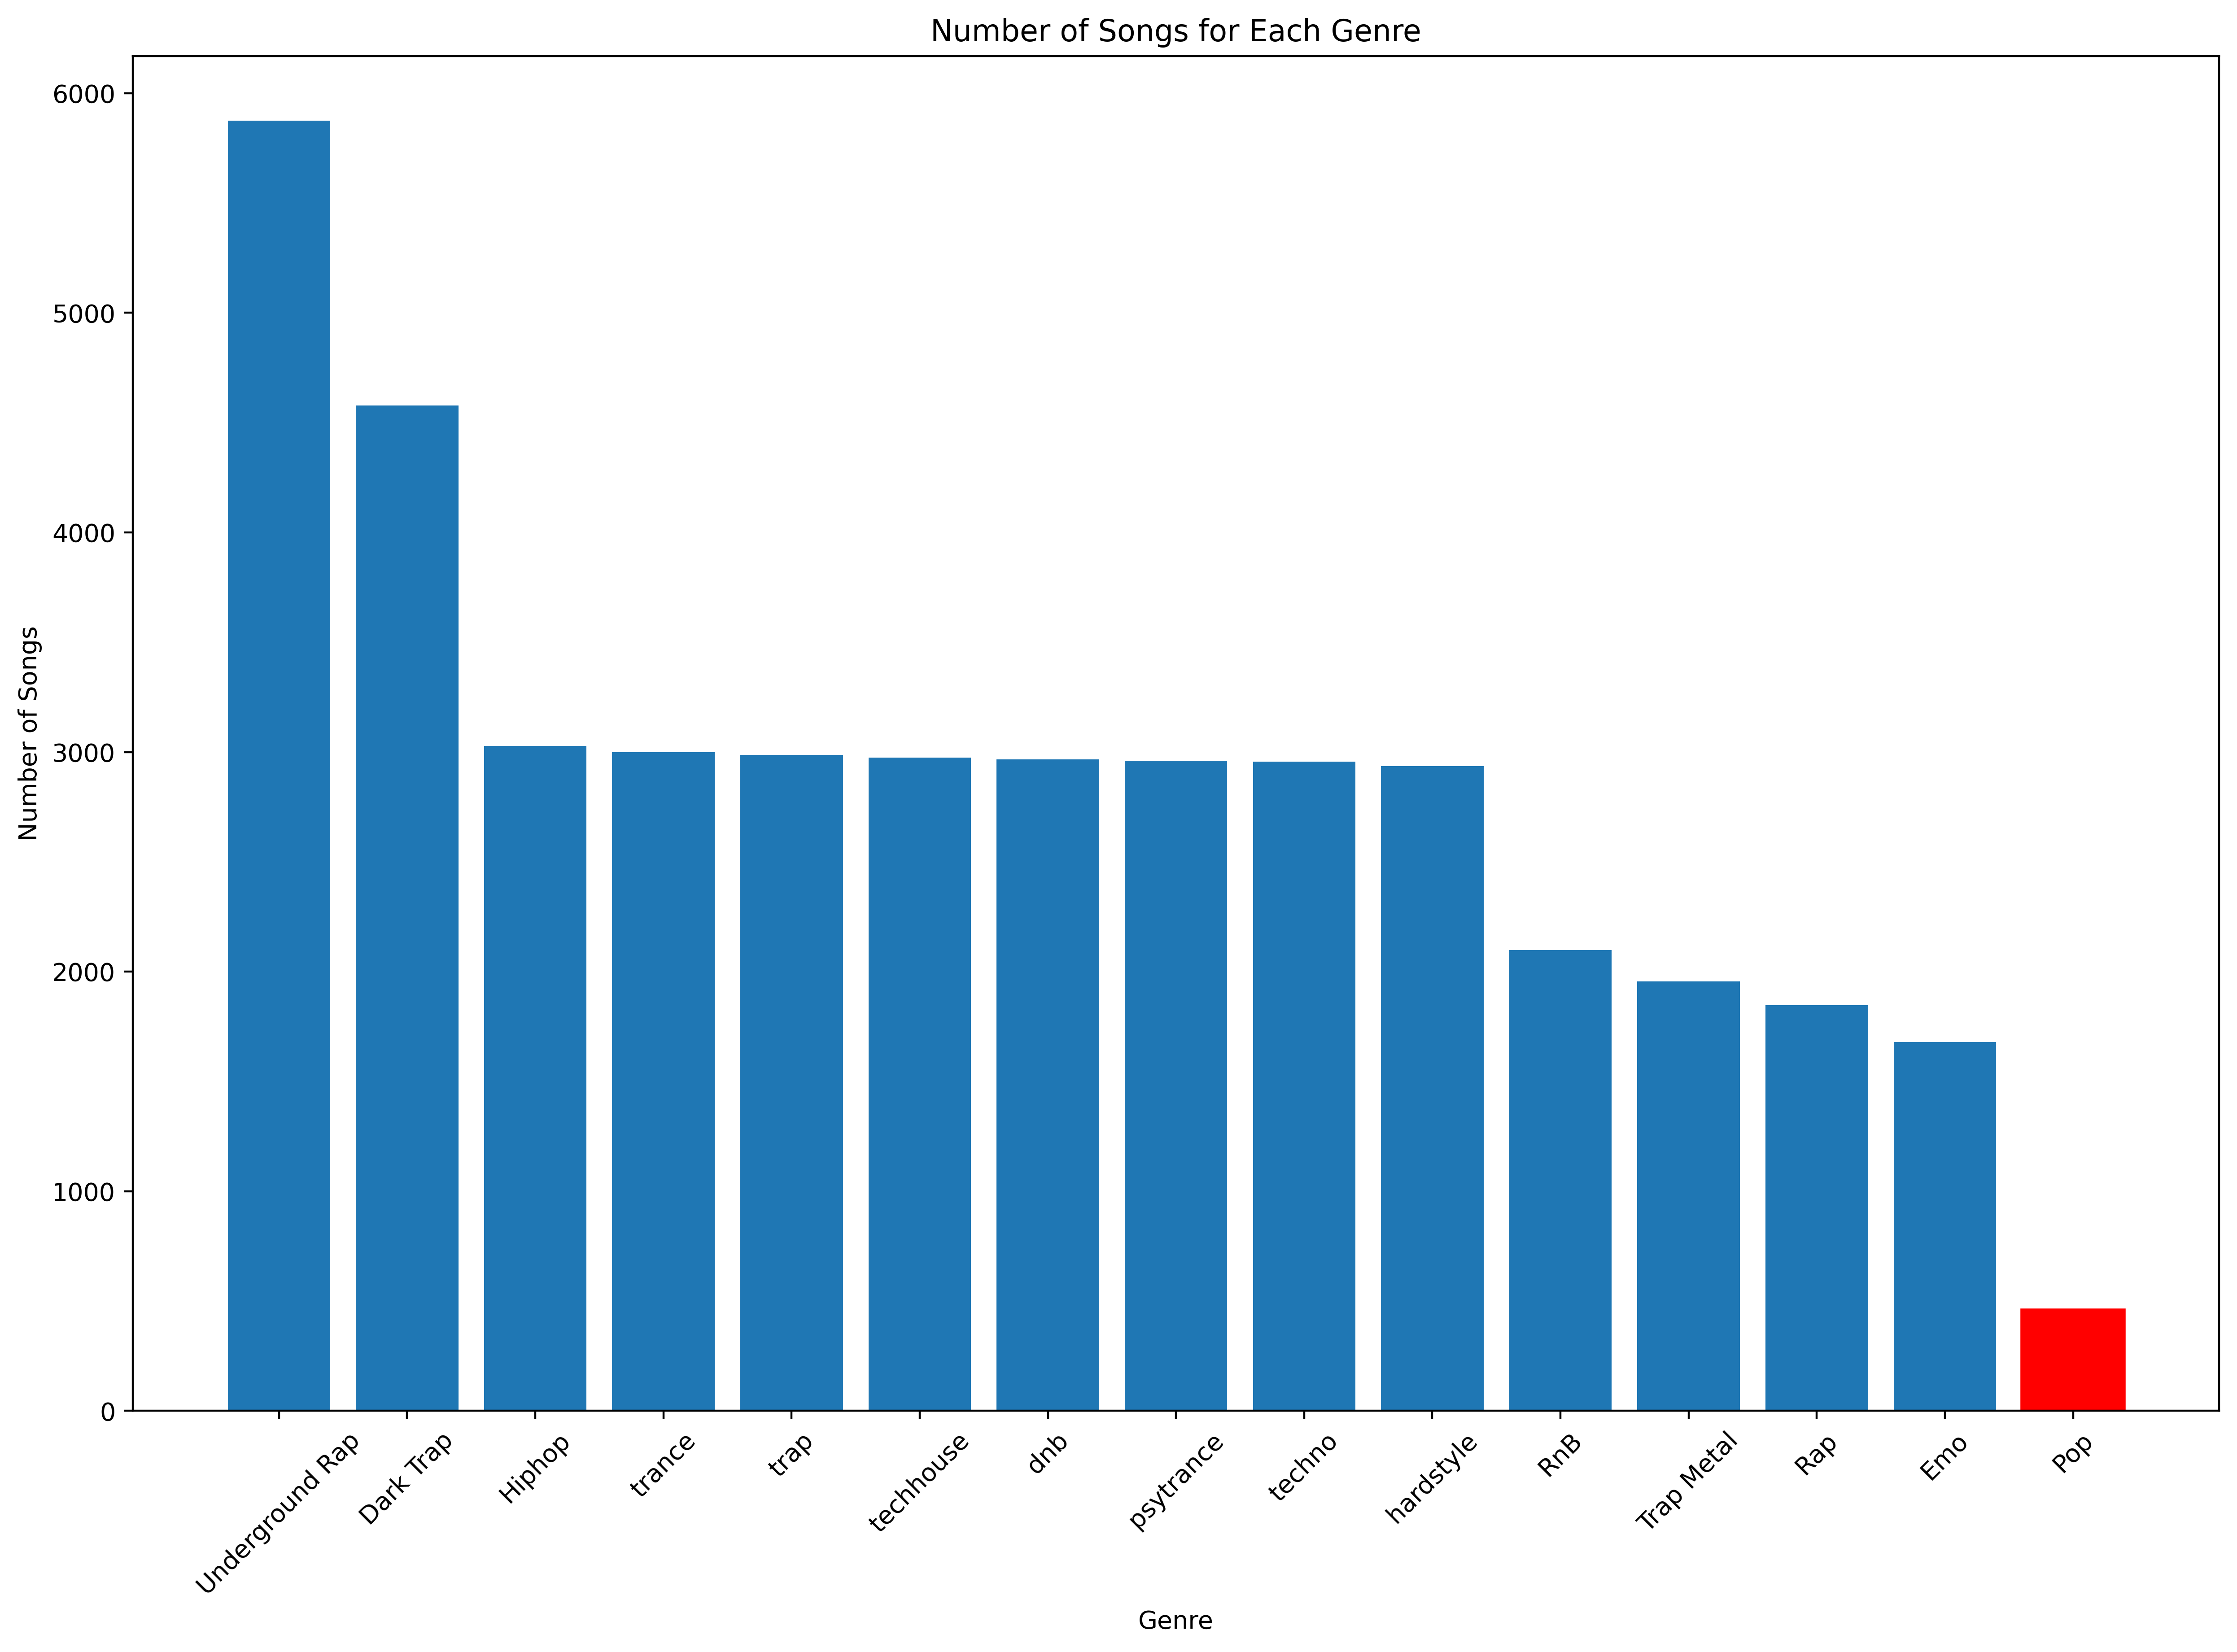 Number of Songs for Each Genre
6000
5000
4000
3000
2000
1000
0
Number of Songs
Underground Rap
Dark Trap
Hiphop
trance
trap
techhouse
dnb
psytrance
techno
hardstyle
RnB
Trap Metal
Rap
Emo
Pop
Genre